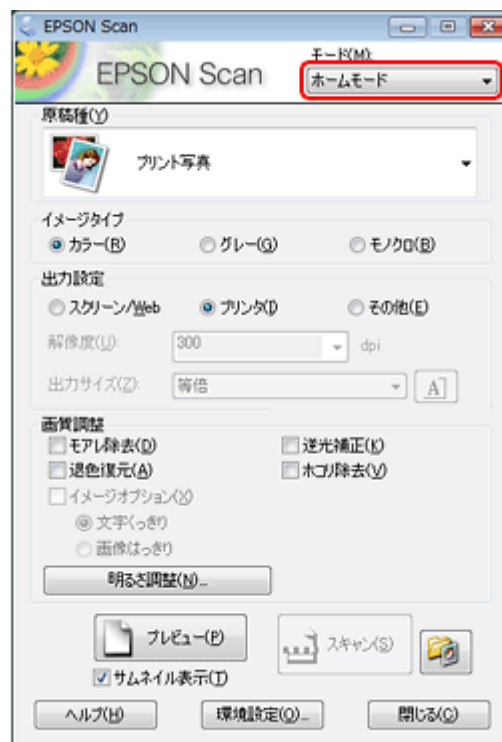 EPSON Scan
EPSON Scan
モード(M):
ホームモード
原稿種(Y)
プリント写真
イメージタイプ
カラー(R) グレー(G) モノクロ(B)
出力設定
スクリーン/Web プリンタ(I) その他(E)
解像度(U): 300 dpi
出力サイズ(Z): 等倍 A
画質調整
モアレ除去(D) 逆光補正(K)
退色復元(A) ホコリ除去(V)
イメージオプション(X)
文字くっきり
画像はっきり
明るさ調整(N)...
プレビュー(P) スキャン(S)
サムネイル表示(T)
ヘルプ(H) 環境設定(O)... 閉じる(C)